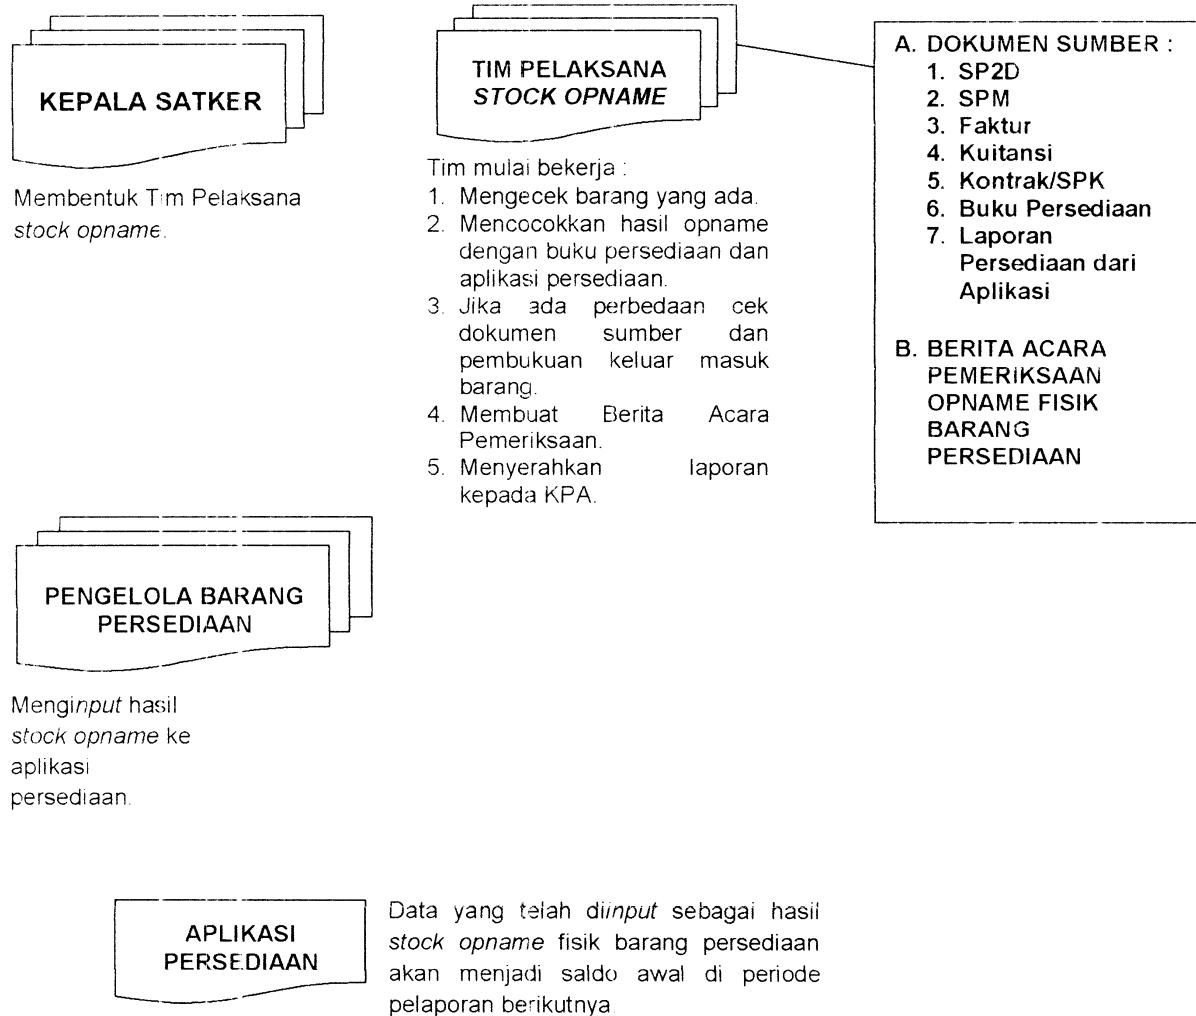 KEPALA SATKER
Membentuk Tim Pelaksana
stock opname.
TIM PELAKSANA
STOCK OPNAME
Tim mulai bekerja :
1. Mengecek barang yang ada.
2. Mencocokkan hasil opname
dengan buku persediaan dan
aplikasi persediaan.
3. Jika ada perbedaan cek
dokumen sumber dan
pembukuan keluar masuk
barang.
4. Membuat Berita Acara
Pemeriksaan.
5. Menyerahkan laporan
kepada KPA.
A. DOKUMEN SUMBER :
1. SP2D
2. SPM
3. Faktur
4. Kuitansi
5. Kontrak/SPK
6. Buku Persediaan
7. Laporan
Persediaan dari
Aplikasi
B. BERITA ACARA
PEMERIKSAAN
OPNAME FISIK
BARANG
PERSEDIAAN
PENGELOLA BARANG
PERSEDIAAN
Menginput hasil
stock opname ke
aplikasi
persediaan.
APLIKASI
PERSEDIAAN
Data yang telah diinput sebagai hasil
stock opname fisik barang persediaan
akan menjadi saldo awal di periode
pelaporan berikutnya.